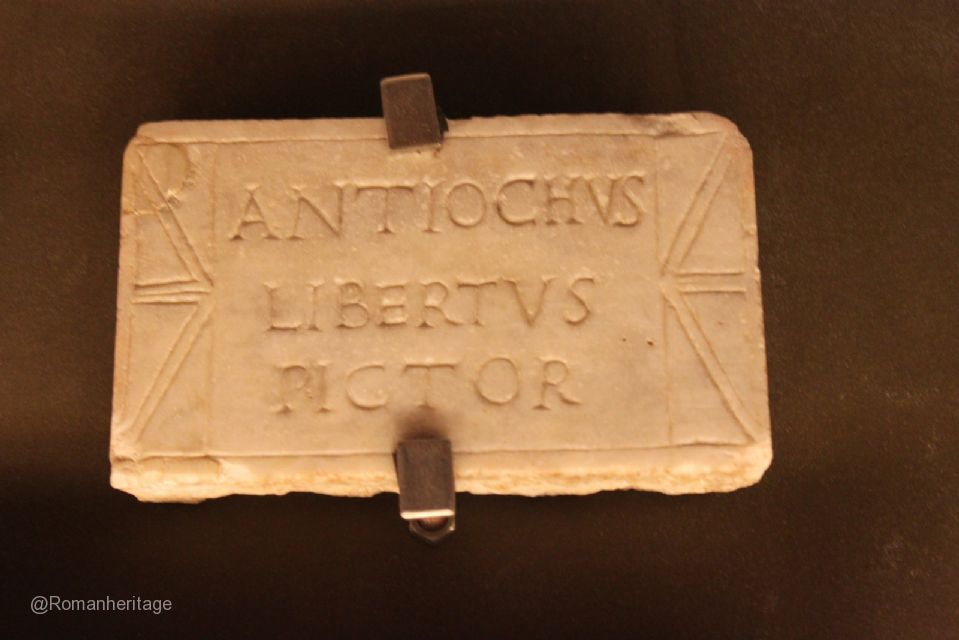 ANTIOCHVS
LIBERTVS
PICTOR
@Romanheritage